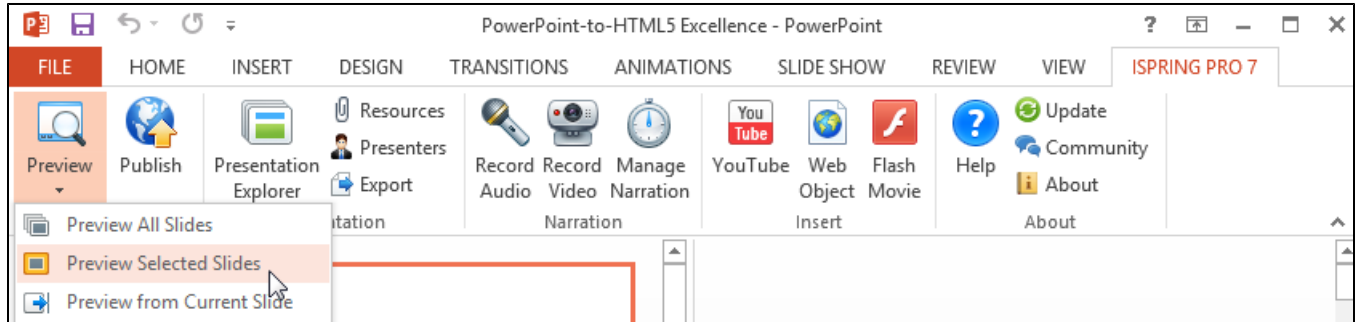 PowerPoint-to-HTML5 Excellence - PowerPoint
FILE HOME INSERT DESIGN TRANSITIONS ANIMATIONS SLIDE SHOW REVIEW VIEW ISPRING PRO 7
Preview
Publish
Presentation
Explorer
Resources
Presenters
Export
tation
Record
Audio
Record
Video
Manage
Narration
Narration
You
Tube
YouTube
Web
Object
Flash
Movie
Insert
Help
Update
Community
About
About
Preview All Slides
Preview Selected Slides
Preview from Current Slide